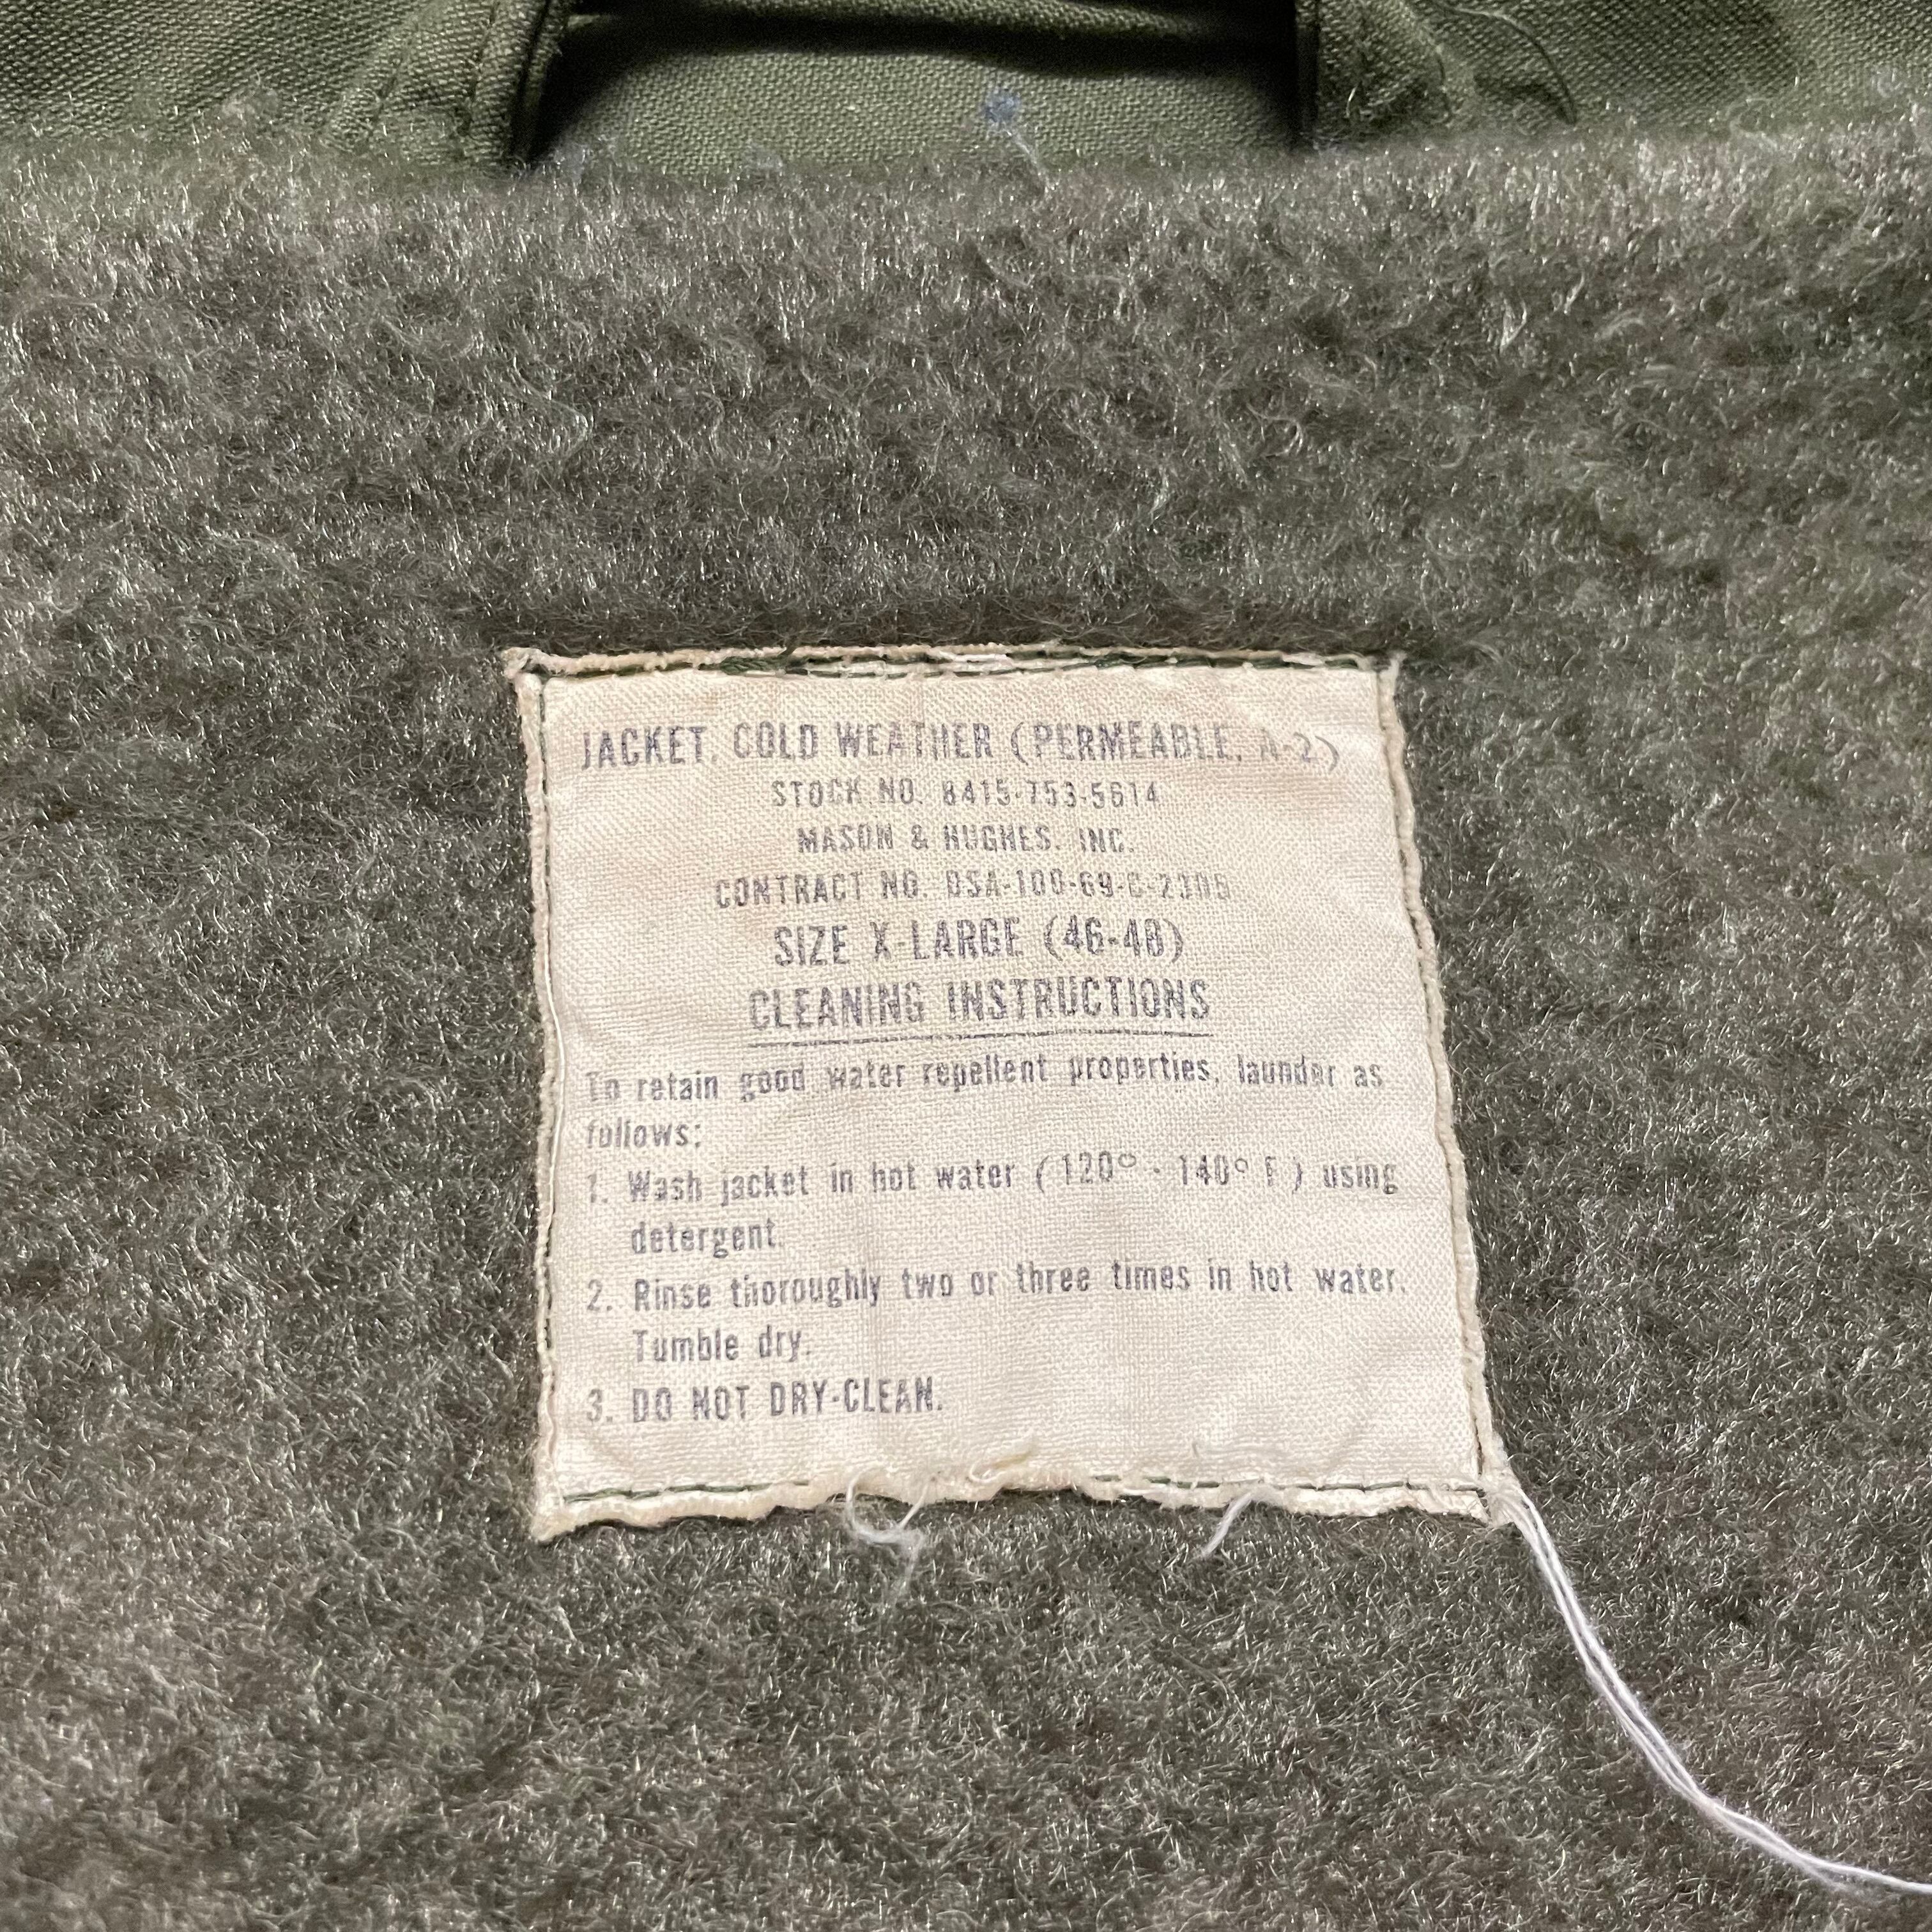 JACKET, COLD WEATHER (PERMEABLE, A-2)
STOCK NO. 8415-753-5614
MASON & HUGHES, INC.
CONTRACT NO. DSA-100-69-C-2306
SIZE X-LARGE (46-48)
CLEANING INSTRUCTIONS
To retain good water repellent properties, launder as
follows:
1. Wash jacket in hot water (120° - 140° F) using
detergent.
2. Rinse thoroughly two or three times in hot water.
Tumble dry.
3. DO NOT DRY-CLEAN.